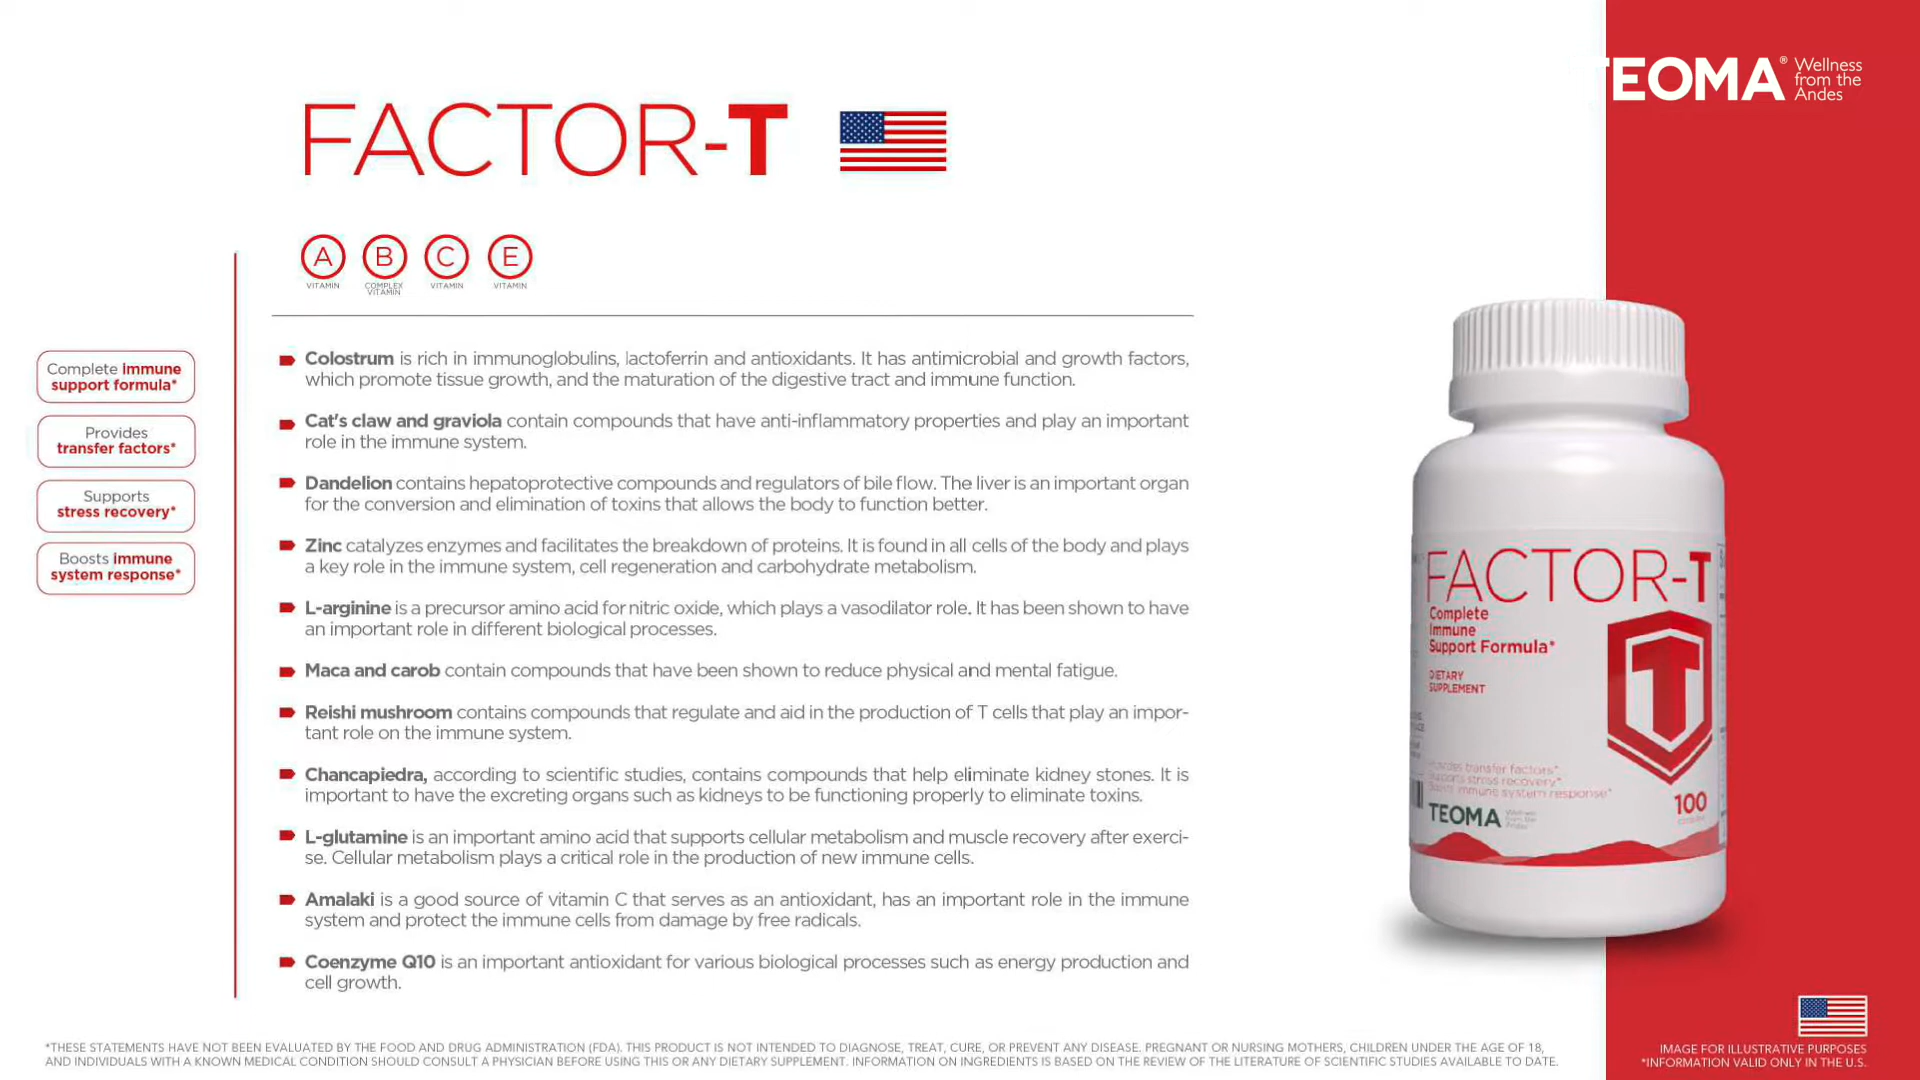 TEOMA® Wellness
from the
Andes
FACTOR-T
A B C E
VITAMIN COMPLEX VITAMIN VITAMIN VITAMIN
Complete immune
support formula*
Provides
transfer factors*
Supports
stress recovery*
Boosts immune
system response*
Colostrum is rich in immunoglobulins, lactoferrin and antioxidants. It has antimicrobial and growth factors,
which promote tissue growth, and the maturation of the digestive tract and immune function.
Cat's claw and graviola contain compounds that have anti-inflammatory properties and play an important
role in the immune system.
Dandelion contains hepatoprotective compounds and regulators of bile flow. The liver is an important organ
for the conversion and elimination of toxins that allows the body to function better.
Zinc catalyzes enzymes and facilitates the breakdown of proteins. It is found in all cells of the body and plays
a key role in the immune system, cell regeneration and carbohydrate metabolism.
L-arginine is a precursor amino acid for nitric oxide, which plays a vasodilator role. It has been shown to have
an important role in different biological processes.
Maca and carob contain compounds that have been shown to reduce physical and mental fatigue.
Reishi mushroom contains compounds that regulate and aid in the production of T cells that play an impor-
tant role on the immune system.
Chancapiedra, according to scientific studies, contains compounds that help eliminate kidney stones. It is
important to have the excreting organs such as kidneys to be functioning properly to eliminate toxins.
L-glutamine is an important amino acid that supports cellular metabolism and muscle recovery after exerci-
se. Cellular metabolism plays a critical role in the production of new immune cells.
Amalaki is a good source of vitamin C that serves as an antioxidant, has an important role in the immune
system and protect the immune cells from damage by free radicals.
Coenzyme Q10 is an important antioxidant for various biological processes such as energy production and
cell growth.
FACTOR-T
Complete
Immune
Support Formula*
DIETARY
SUPPLEMENT
T
Provides transfer factors*
Supports stress recovery*
Boosts immune system response*
100
TEOMA Wellness
from the
Andes
*THESE STATEMENTS HAVE NOT BEEN EVALUATED BY THE FOOD AND DRUG ADMINISTRATION (FDA). THIS PRODUCT IS NOT INTENDED TO DIAGNOSE, TREAT, CURE, OR PREVENT ANY DISEASE. PREGNANT OR NURSING MOTHERS, CHILDREN UNDER THE AGE OF 18,
AND INDIVIDUALS WITH A KNOWN MEDICAL CONDITION SHOULD CONSULT A PHYSICIAN BEFORE USING THIS OR ANY DIETARY SUPPLEMENT. INFORMATION ON INGREDIENTS IS BASED ON THE REVIEW OF THE LITERATURE OF SCIENTIFIC STUDIES AVAILABLE TO DATE.
IMAGE FOR ILLUSTRATIVE PURPOSES
*INFORMATION VALID ONLY IN THE U.S.